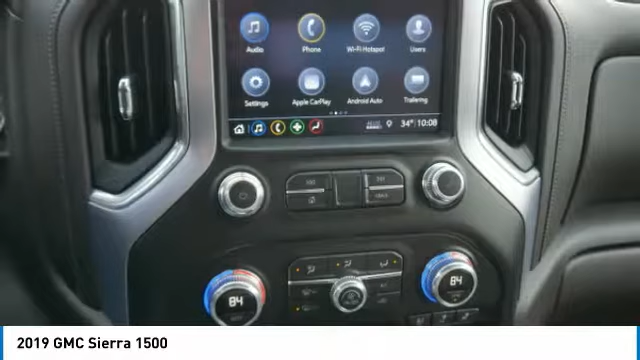 Audio Phone Wi-Fi Hotspot Users
Settings Apple CarPlay Android Auto Trailering
34° 10:08
84 84
2019 GMC Sierra 1500